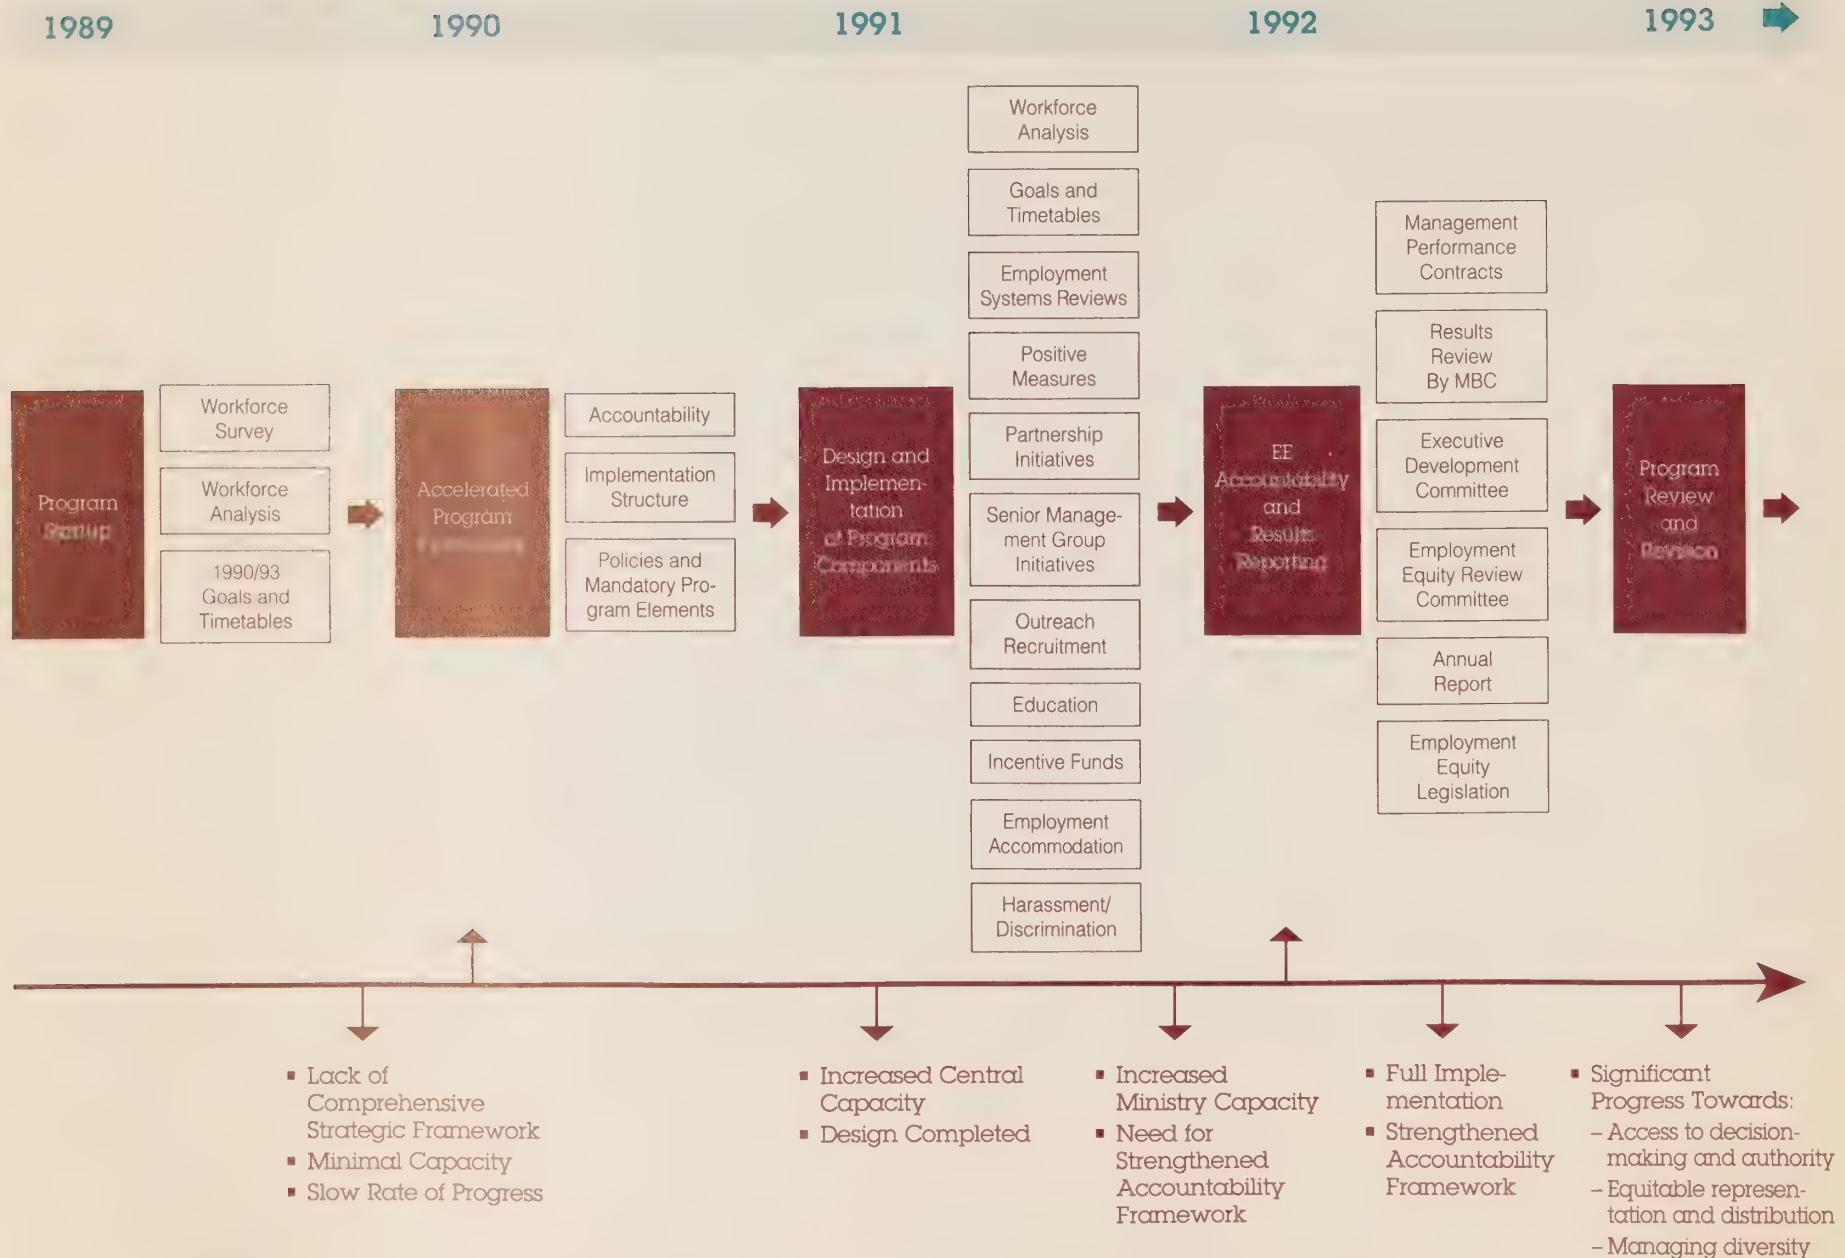 1989
1990
1991
1992
1993
Program
Startup
Workforce
Survey
Workforce
Analysis
1990/93
Goals and
Timetables
Accelerated
Program
Accountability
Implementation
Structure
Policies and
Mandatory Pro-
gram Elements
Design and
Implemen-
tation
of Program
Components
Workforce
Analysis
Goals and
Timetables
Employment
Systems Reviews
Positive
Measures
Partnership
Initiatives
Senior Manage-
ment Group
Initiatives
Outreach
Recruitment
Education
Incentive Funds
Employment
Accommodation
Harassment/
Discrimination
EE
Accountability
and
Results
Reporting
Management
Performance
Contracts
Results
Review
By MBC
Executive
Development
Committee
Employment
Equity Review
Committee
Annual
Report
Employment
Equity
Legislation
Program
Review
and
Revision
▪ Lack of
Comprehensive
Strategic Framework
▪ Minimal Capacity
▪ Slow Rate of Progress
▪ Increased Central
Capacity
▪ Design Completed
▪ Increased
Ministry Capacity
▪ Need for
Strengthened
Accountability
Framework
▪ Full Imple-
mentation
▪ Strengthened
Accountability
Framework
▪ Significant
Progress Towards:
– Access to decision-
making and authority
– Equitable represen-
tation and distribution
– Managing diversity